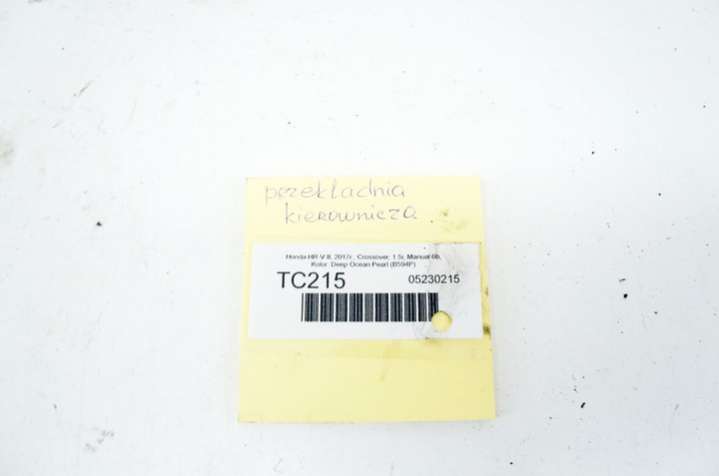 przekładnia
kierownicza
Honda HR-V II, 2017r., Crossover, 1.5i, Manual 6b,
Kolor: Deep Ocean Pearl (B594P)
TC215 05230215